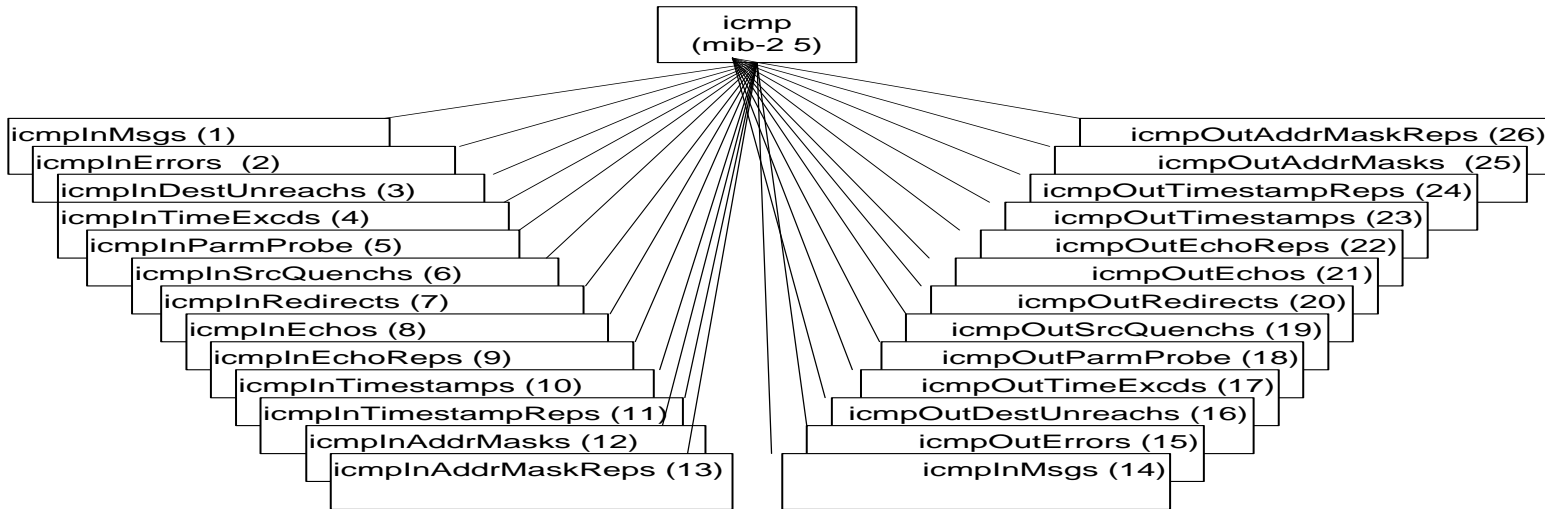 icmp
(mib-2 5)
icmpInMsgs (1)
icmpInErrors (2)
icmpInDestUnreachs (3)
icmpInTimeExcds (4)
icmpInParmProbe (5)
icmpInSrcQuenchs (6)
icmpInRedirects (7)
icmpInEchos (8)
icmpInEchoReps (9)
icmpInTimestamps (10)
icmpInTimestampReps (11)
icmpInAddrMasks (12)
icmpInAddrMaskReps (13)
icmpOutAddrMaskReps (26)
icmpOutAddrMasks (25)
icmpOutTimestampReps (24)
icmpOutTimestamps (23)
icmpOutEchoReps (22)
icmpOutEchos (21)
icmpOutRedirects (20)
icmpOutSrcQuenchs (19)
icmpOutParmProbe (18)
icmpOutTimeExcds (17)
icmpOutDestUnreachs (16)
icmpOutErrors (15)
icmpInMsgs (14)